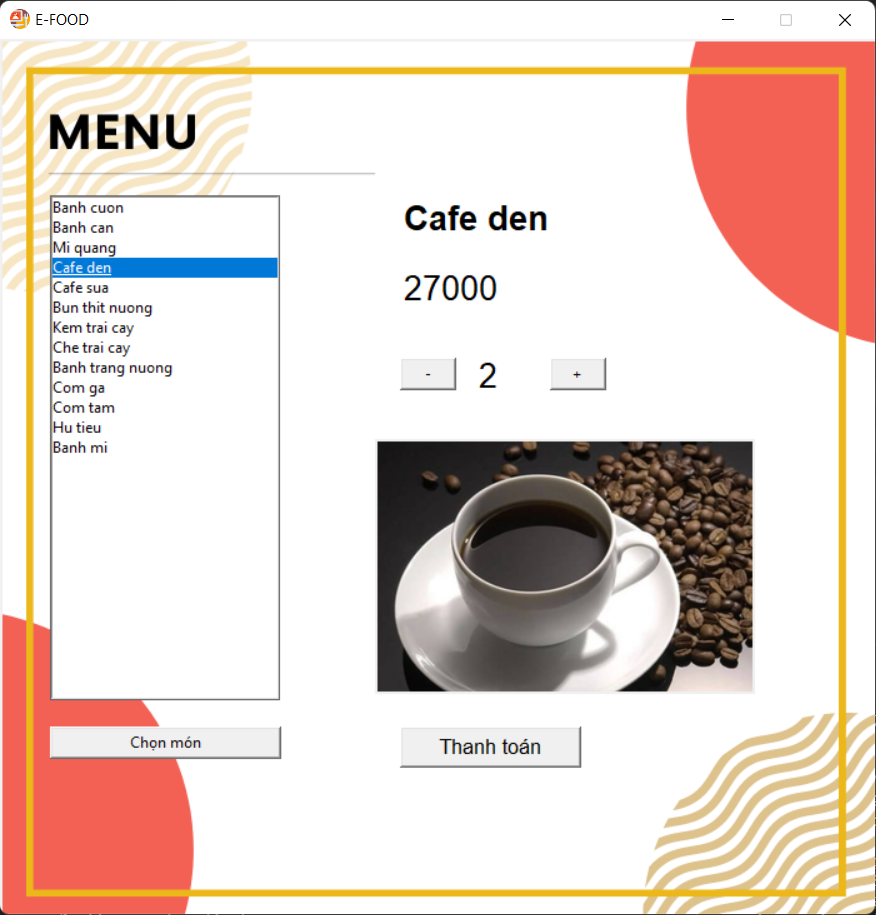 E-FOOD
MENU
Banh cuon
Banh can
Mi quang
Cafe den
Cafe sua
Bun thit nuong
Kem trai cay
Che trai cay
Banh trang nuong
Com ga
Com tam
Hu tieu
Banh mi
Chọn món
Cafe den
27000
- 2 +
Thanh toán